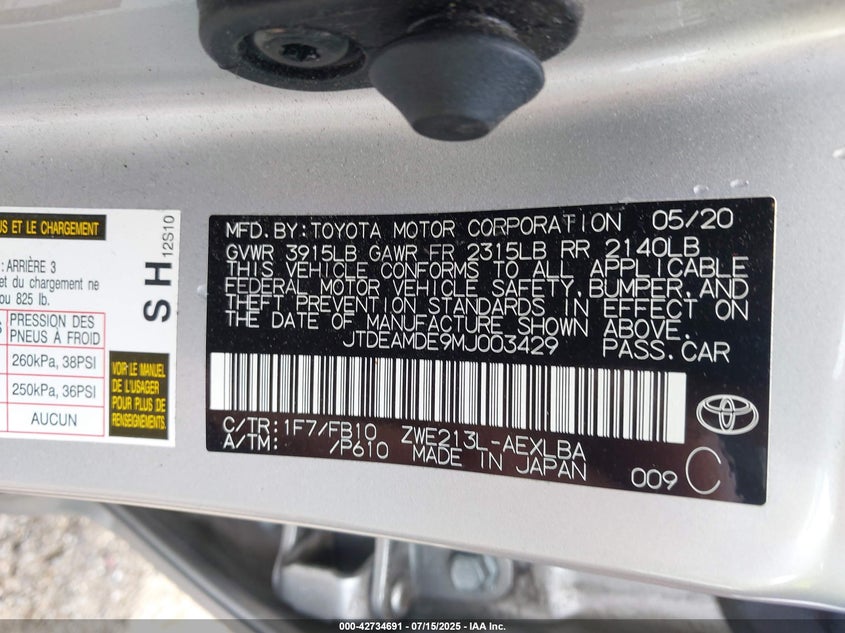 US ET LE CHARGEMENT
: ARRIÈRE 3
et du chargement ne
ou 825 lb.
S PRESSION DES
PNEUS À FROID
260kPa, 38PSI
250kPa, 36PSI
AUCUN
VOIR LE MANUEL
DE L'USAGER
POUR PLUS DE
RENSEIGNEMENTS
SH
12S10
MFD. BY: TOYOTA MOTOR CORPORATION 05/20
GVWR 3915LB GAWR FR 2315LB RR 2140LB
THIS VEHICLE CONFORMS TO ALL APPLICABLE
FEDERAL MOTOR VEHICLE SAFETY, BUMPER, AND
THEFT PREVENTION STANDARDS IN EFFECT ON
THE DATE OF MANUFACTURE SHOWN ABOVE.
JTDEAMDE9MJ003429 PASS. CAR
C/TR: 1F7/FB10 ZWE213L-AEXLBA
A/TM: /P610 MADE IN JAPAN
009 C
000-42734691 - 07/15/2025 - IAA Inc.